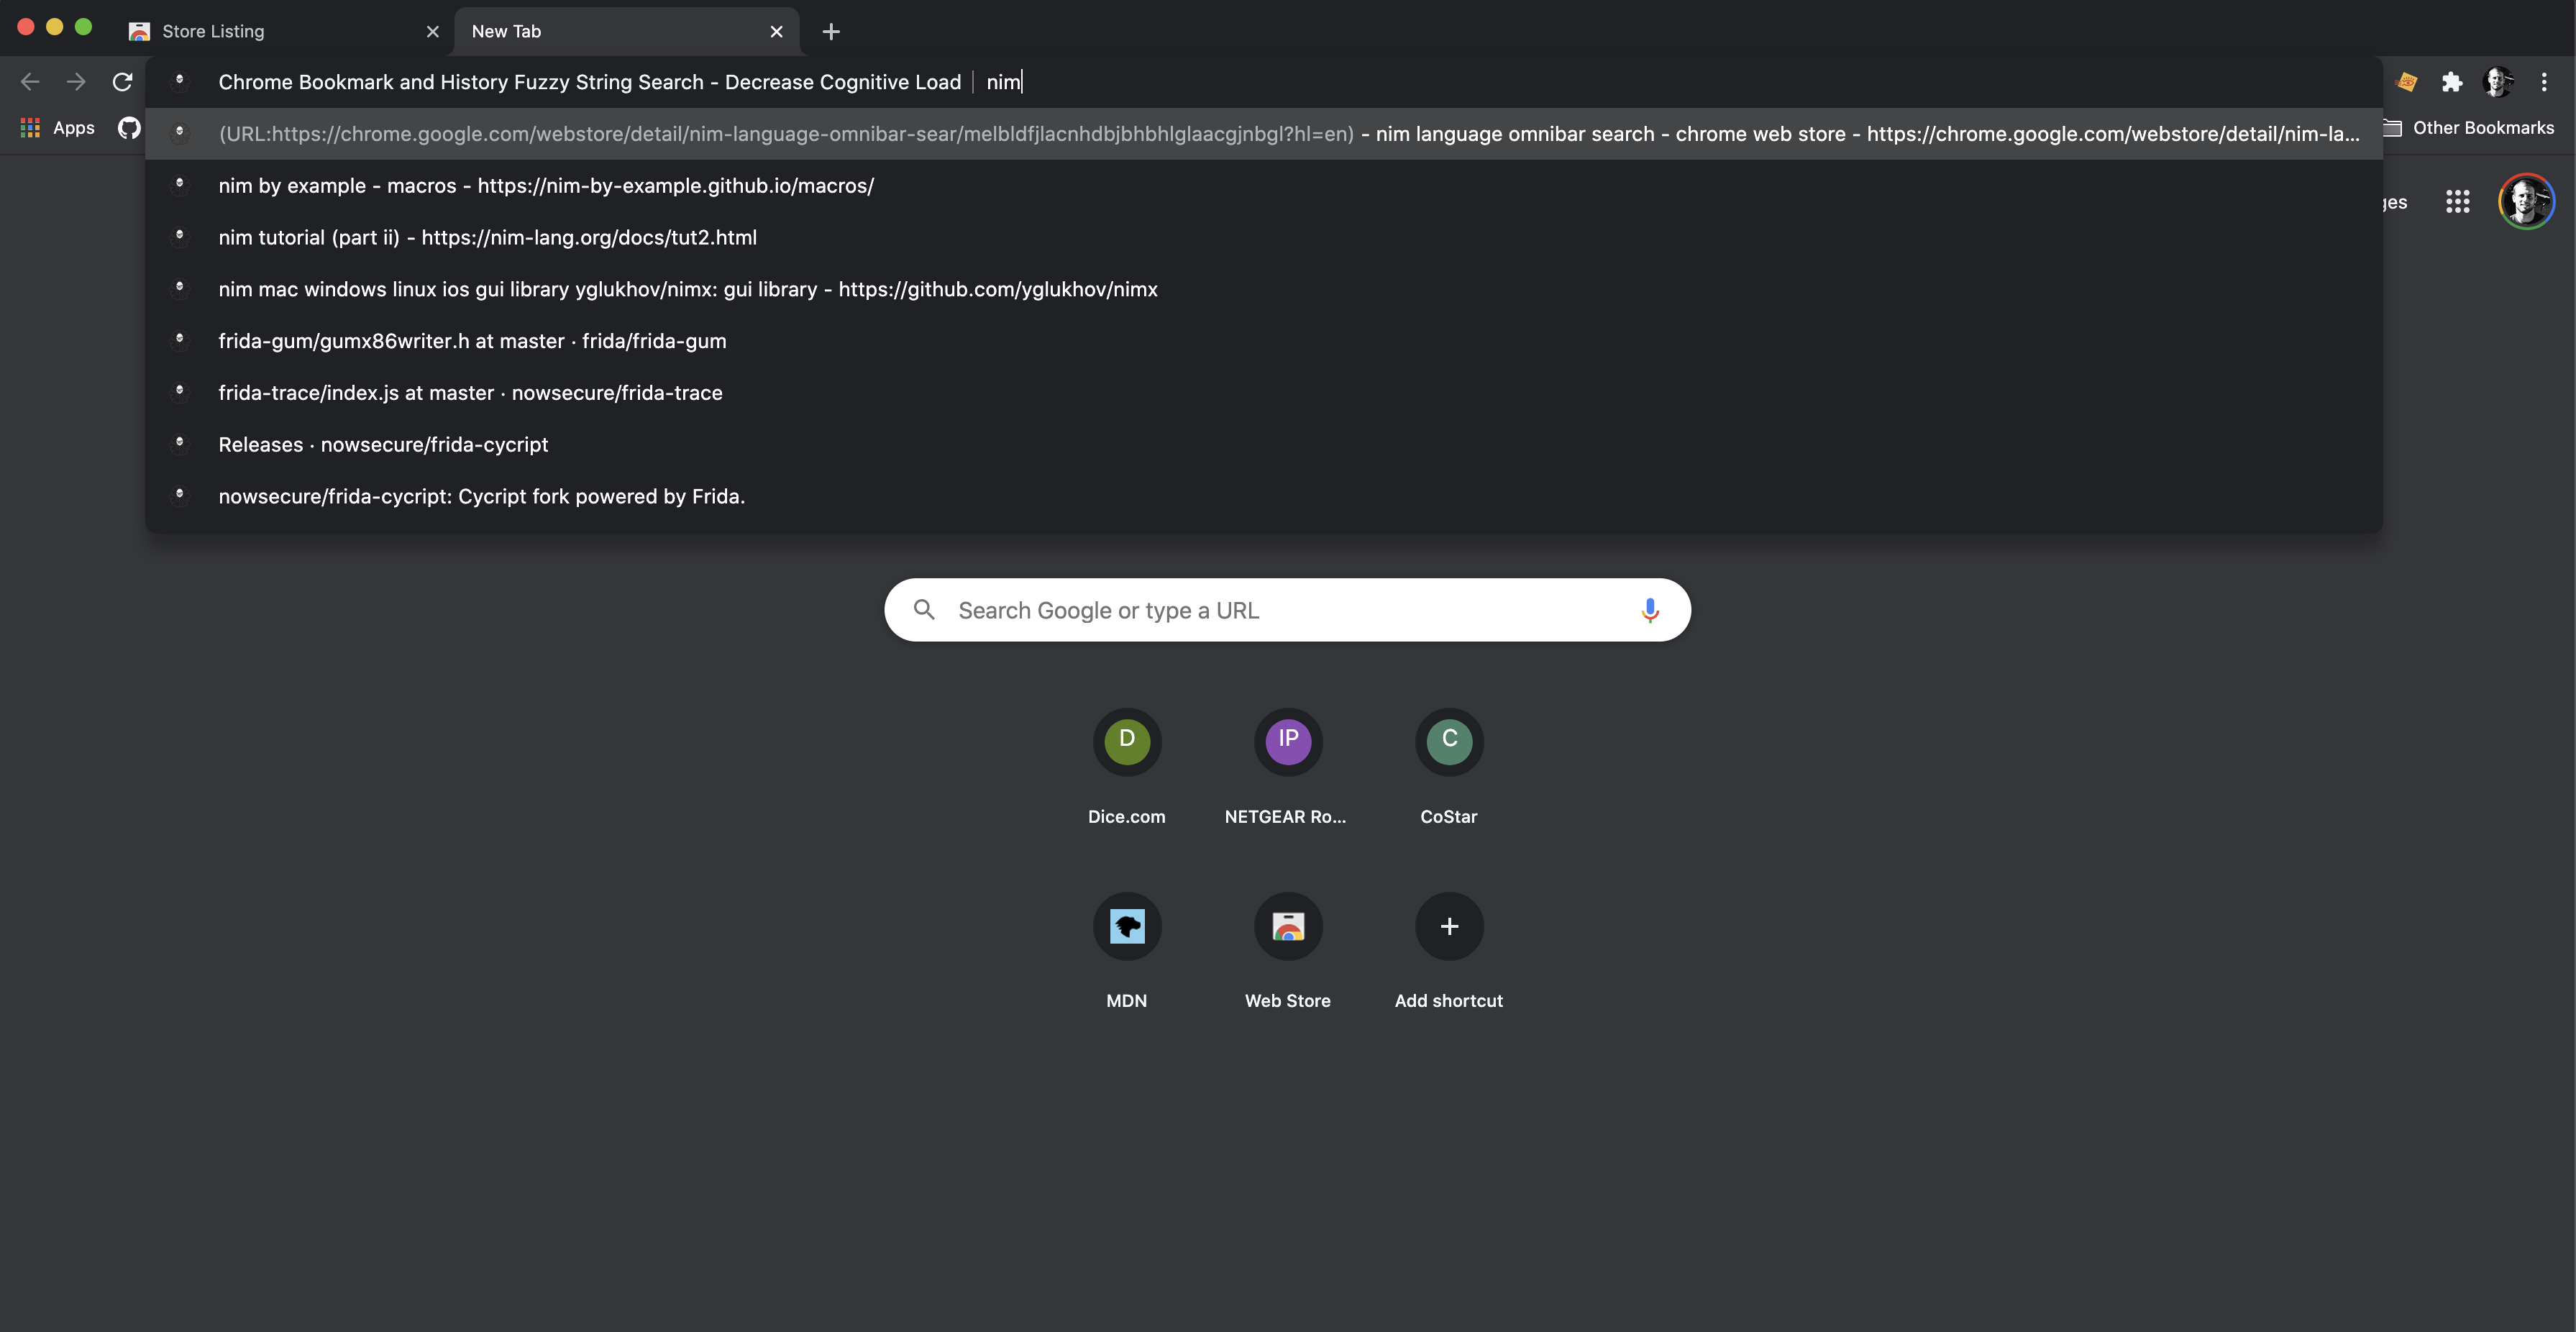 Store Listing
New Tab
Chrome Bookmark and History Fuzzy String Search - Decrease Cognitive Load | nim
Apps
(URL:https://chrome.google.com/webstore/detail/nim-language-omnibar-sear/melbldfjlacnhdbjbhbhlglaacgjnbgl?hl=en) - nim language omnibar search - chrome web store - https://chrome.google.com/webstore/detail/nim-la...
Other Bookmarks
nim by example - macros - https://nim-by-example.github.io/macros/
ges
nim tutorial (part ii) - https://nim-lang.org/docs/tut2.html
nim mac windows linux ios gui library yglukhov/nimx: gui library - https://github.com/yglukhov/nimx
frida-gum/gumx86writer.h at master · frida/frida-gum
frida-trace/index.js at master · nowsecure/frida-trace
Releases · nowsecure/frida-cycript
nowsecure/frida-cycript: Cycript fork powered by Frida.
Search Google or type a URL
D
IP
C
Dice.com
NETGEAR Ro...
CoStar
MDN
Web Store
Add shortcut